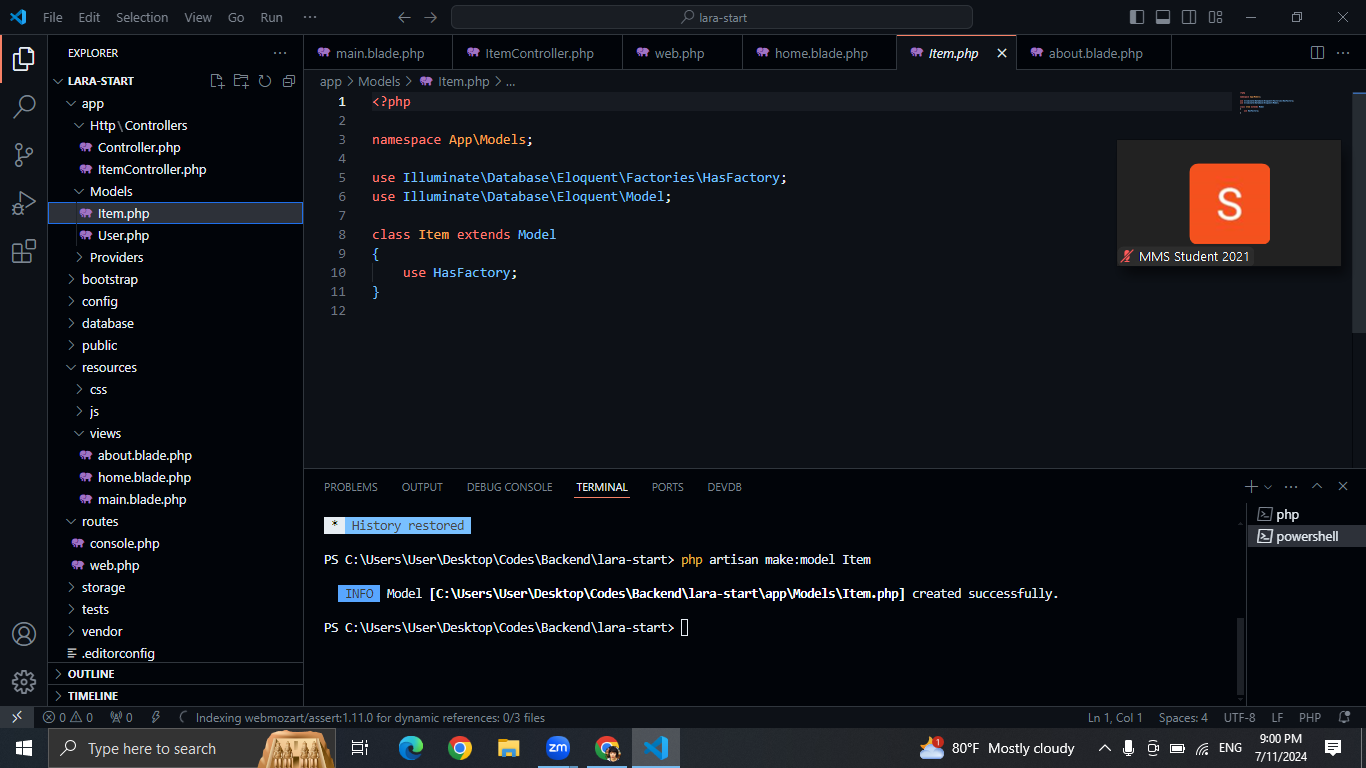 File Edit Selection View Go Run ··· lara-start
EXPLORER
main.blade.php ItemController.php web.php home.blade.php Item.php about.blade.php
LARA-START
app > Models > Item.php > ...
app
Http\Controllers
Controller.php
ItemController.php
Models
Item.php
User.php
Providers
bootstrap
config
database
public
resources
css
js
views
about.blade.php
home.blade.php
main.blade.php
routes
console.php
web.php
storage
tests
vendor
.editorconfig
OUTLINE
TIMELINE
1 <?php
2
3 namespace App\Models;
4
5 use Illuminate\Database\Eloquent\Factories\HasFactory;
6 use Illuminate\Database\Eloquent\Model;
7
8 class Item extends Model
9 {
10 use HasFactory;
11 }
12
S
MMS Student 2021
PROBLEMS OUTPUT DEBUG CONSOLE TERMINAL PORTS DEVDB
* History restored
PS C:\Users\User\Desktop\Codes\Backend\lara-start> php artisan make:model Item
INFO Model [C:\Users\User\Desktop\Codes\Backend\lara-start\app\Models\Item.php] created successfully.
PS C:\Users\User\Desktop\Codes\Backend\lara-start>
php
powershell
0 0 0 Indexing webmozart/assert:1.11.0 for dynamic references: 0/3 files Ln 1, Col 1 Spaces: 4 UTF-8 LF PHP
Type here to search zm 1 80°F Mostly cloudy ENG 9:00 PM
7/11/2024